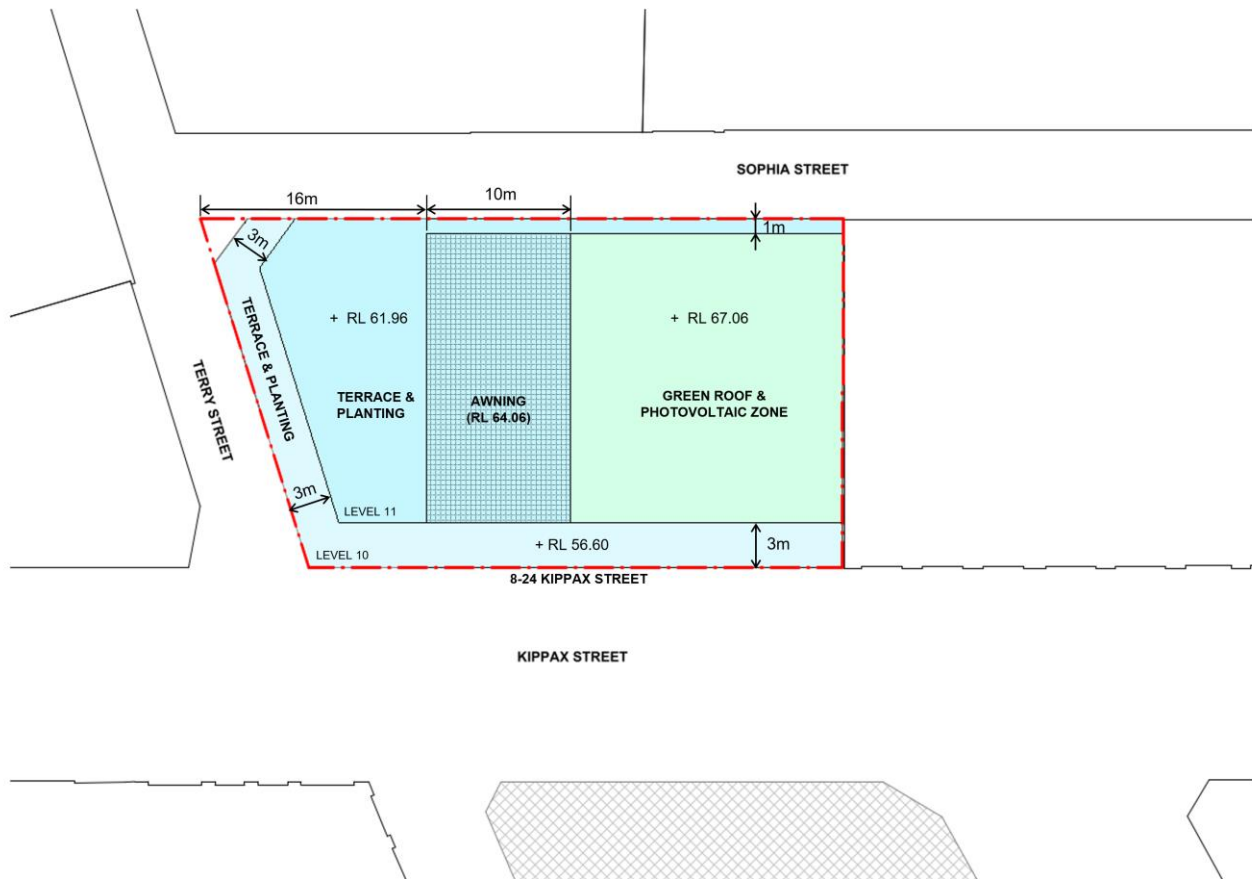 SOPHIA STREET
16m
10m
1m
3m
TERRACE & PLANTING
+ RL 61.96
+ RL 67.06
TERRY STREET
TERRACE &
PLANTING
AWNING
(RL 64.06)
GREEN ROOF &
PHOTOVOLTAIC ZONE
3m
LEVEL 11
+ RL 56.60
3m
LEVEL 10
8-24 KIPPAX STREET
KIPPAX STREET